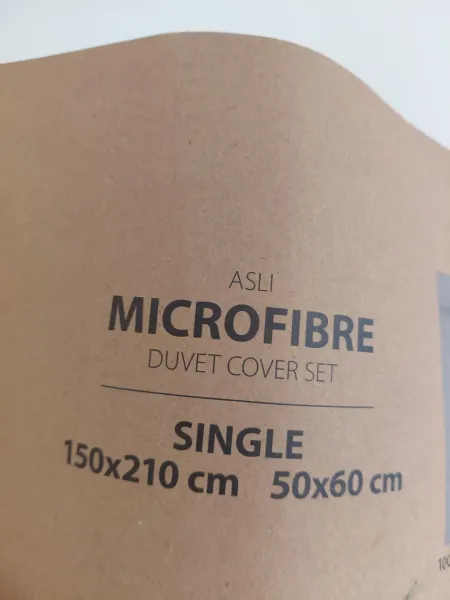 ASLI
MICROFIBRE
DUVET COVER SET
SINGLE
150x210 cm 50x60 cm